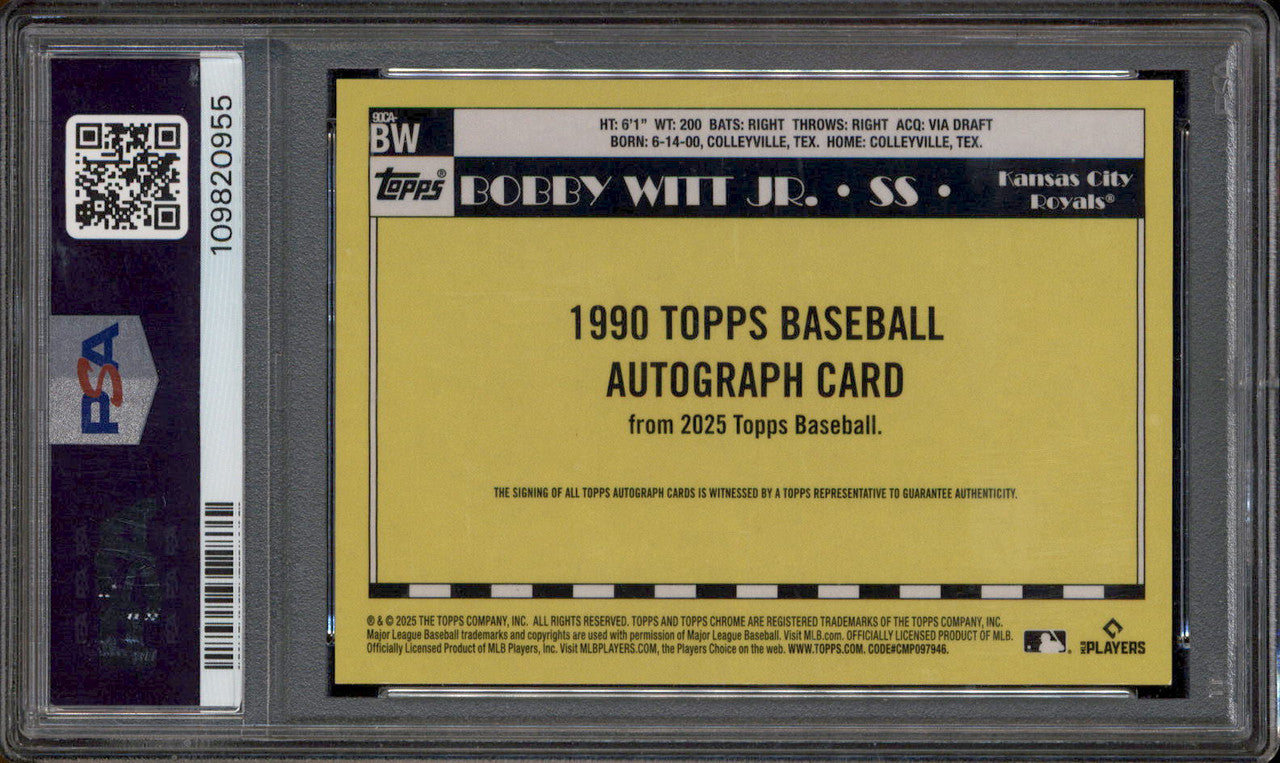 109820955
PSA
90CA-
BW
HT: 6'1" WT: 200 BATS: RIGHT THROWS: RIGHT ACQ: VIA DRAFT
BORN: 6-14-00, COLLEYVILLE, TEX. HOME: COLLEYVILLE, TEX.
topps®
BOBBY WITT JR. • SS •
Kansas City
Royals®
1990 TOPPS BASEBALL
AUTOGRAPH CARD
from 2025 Topps Baseball.
THE SIGNING OF ALL TOPPS AUTOGRAPH CARDS IS WITNESSED BY A TOPPS REPRESENTATIVE TO GUARANTEE AUTHENTICITY.
® & © 2025 THE TOPPS COMPANY, INC. ALL RIGHTS RESERVED. TOPPS AND TOPPS CHROME ARE REGISTERED TRADEMARKS OF THE TOPPS COMPANY, INC.
Major League Baseball trademarks and copyrights are used with permission of Major League Baseball. Visit MLB.com. OFFICIALLY LICENSED PRODUCT OF MLB.
Officially Licensed Product of MLB Players, Inc. Visit MLBPLAYERS.COM, the Players Choice on the web. WWW.TOPPS.COM. CODE#CMP097946.
MLB PLAYERS